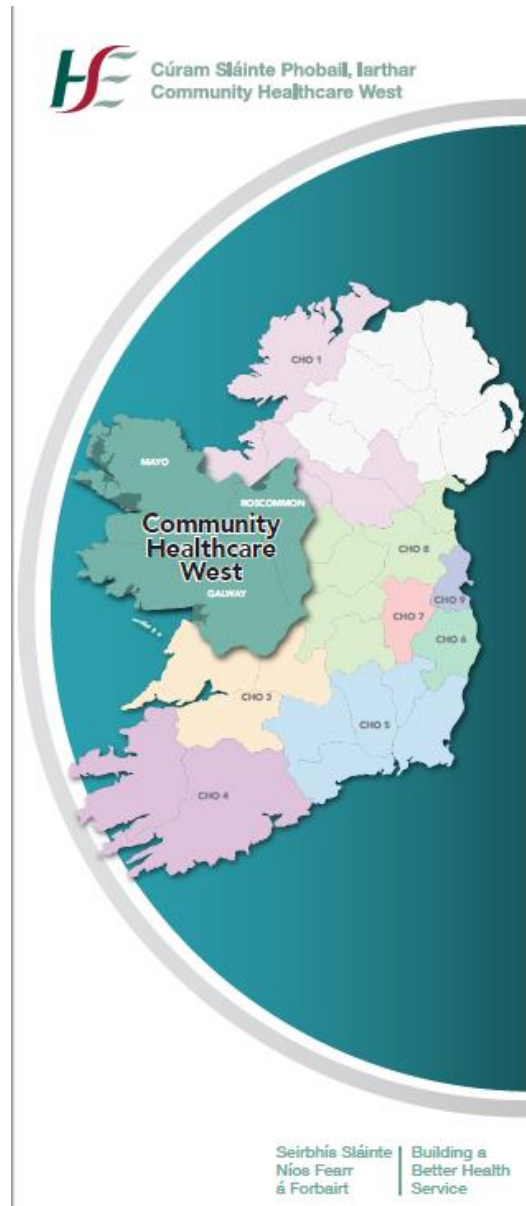 HSE
Cúram Sláinte Phobail, Iarthar
Community Healthcare West
CHO 1
MAYO
ROSCOMMON
Community
Healthcare
West
GALWAY
CHO 8
CHO 9
CHO 7
CHO 6
CHO 3
CHO 5
CHO 4
Seirbhís Sláinte
Níos Fearr
á Forbairt
Building a
Better Health
Service